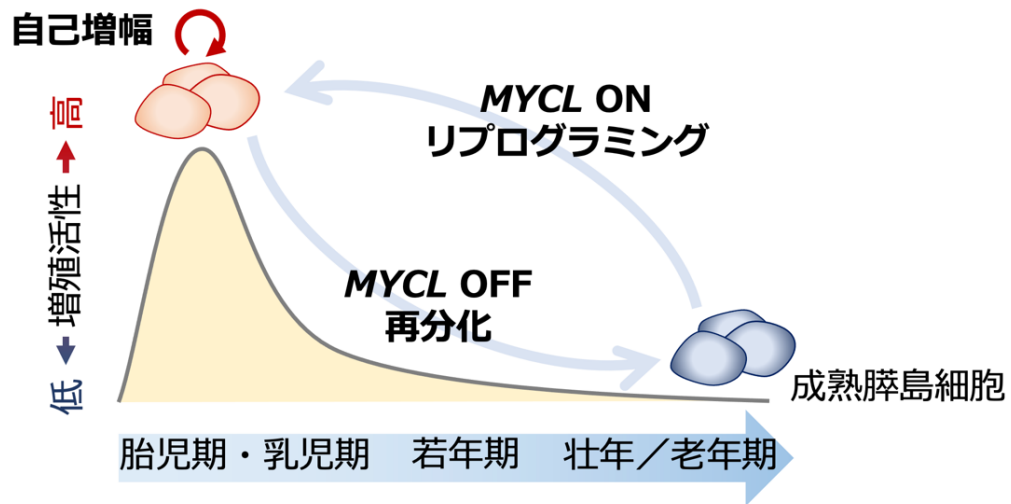 自己増幅
MYCL ON
リプログラミング
MYCL OFF
再分化
成熟膵島細胞
低 ← 増殖活性 → 高
胎児期・乳児期 若年期 壮年／老年期